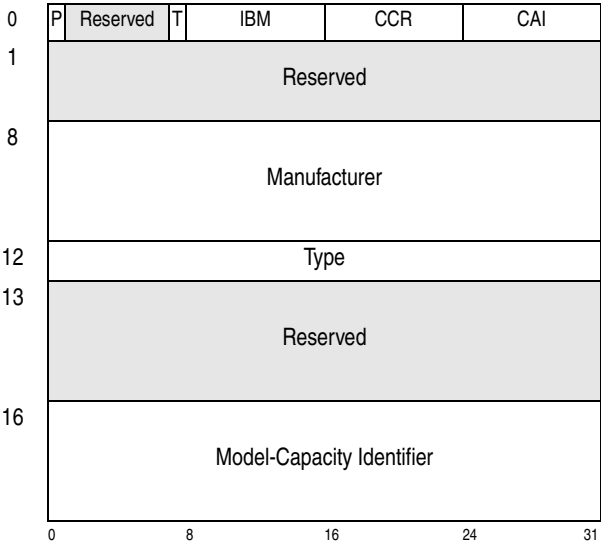 0 P Reserved T IBM CCR CAI
1 Reserved
8 Manufacturer
12 Type
13 Reserved
16 Model-Capacity Identifier
0 8 16 24 31